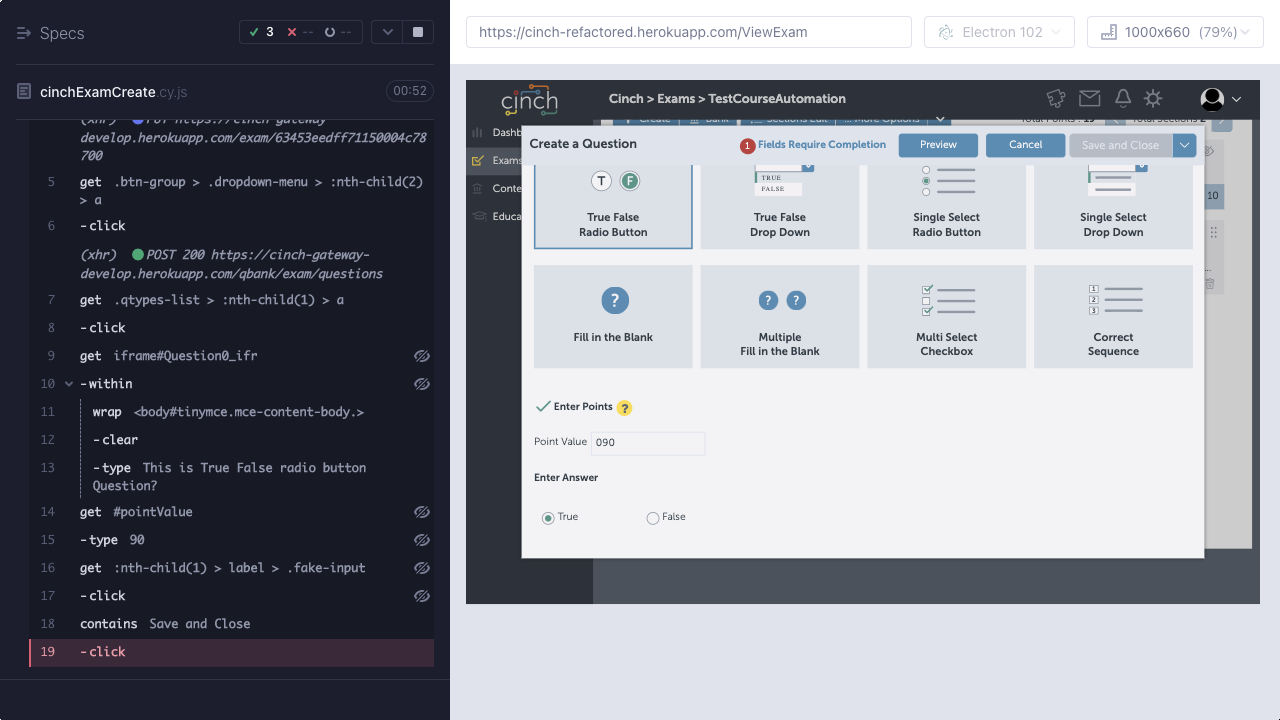 Specs
3 -- --
https://cinch-refactored.herokuapp.com/ViewExam
Electron 102
1000x660 (79%)
cinchExamCreate.cy.js
00:52
(xhr) PUT https://cinch-gateway-
develop.herokuapp.com/exam/63453eedff71150004c78
700
5 get .btn-group > .dropdown-menu > :nth-child(2)
> a
6 -click
(xhr) POST 200 https://cinch-gateway-
develop.herokuapp.com/qbank/exam/questions
7 get .qtypes-list > :nth-child(1) > a
8 -click
9 get iframe#Question0_ifr
10 -within
11 wrap <body#tinymce.mce-content-body.>
12 -clear
13 -type This is True False radio button
Question?
14 get #pointValue
15 -type 90
16 get :nth-child(1) > label > .fake-input
17 -click
18 contains Save and Close
19 -click
cinch
Cinch > Exams > TestCourseAutomation
Create
Bank
Sections Edit
... More Options
Total Points : 19
Total Sections 2
Dashb
Exams
Conte
Educa
Create a Question
1 Fields Require Completion
Preview
Cancel
Save and Close
T F
True False
Radio Button
TRUE
FALSE
True False
Drop Down
Single Select
Radio Button
Single Select
Drop Down
10
?
Fill in the Blank
? ?
Multiple
Fill in the Blank
Multi Select
Checkbox
1
2
3
Correct
Sequence
...
Enter Points ?
Point Value 090
Enter Answer
True
False